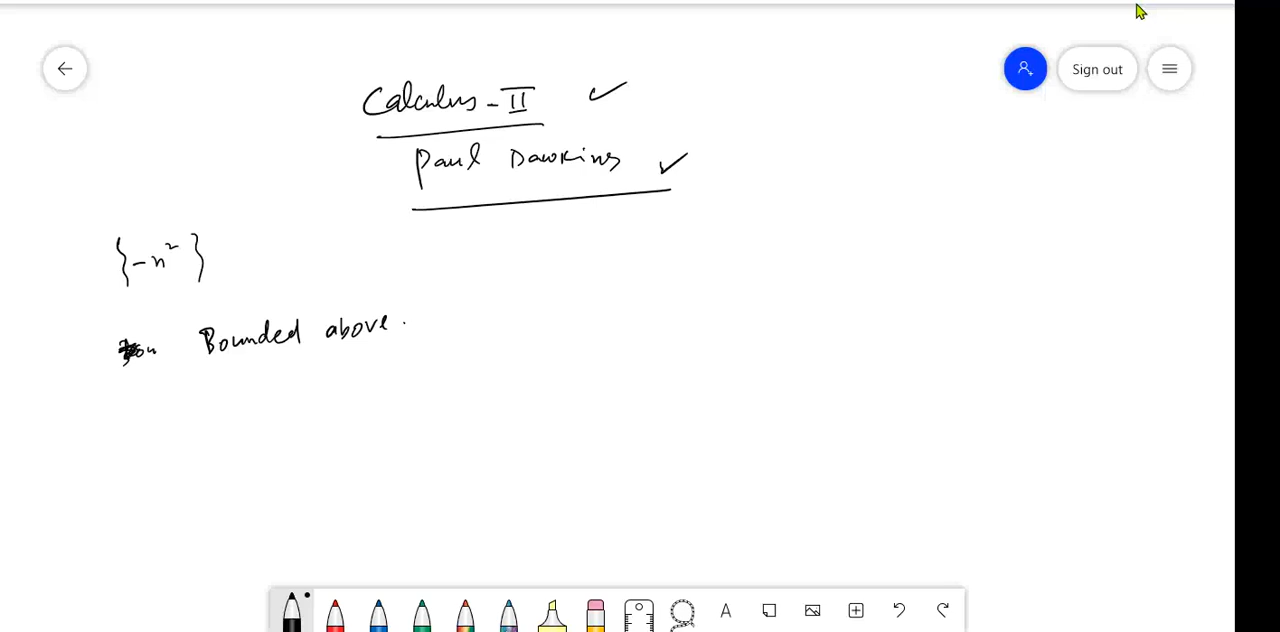 Sign out
Calculus - II
Paul Dawkins
{-n²}
Bounded above.
A